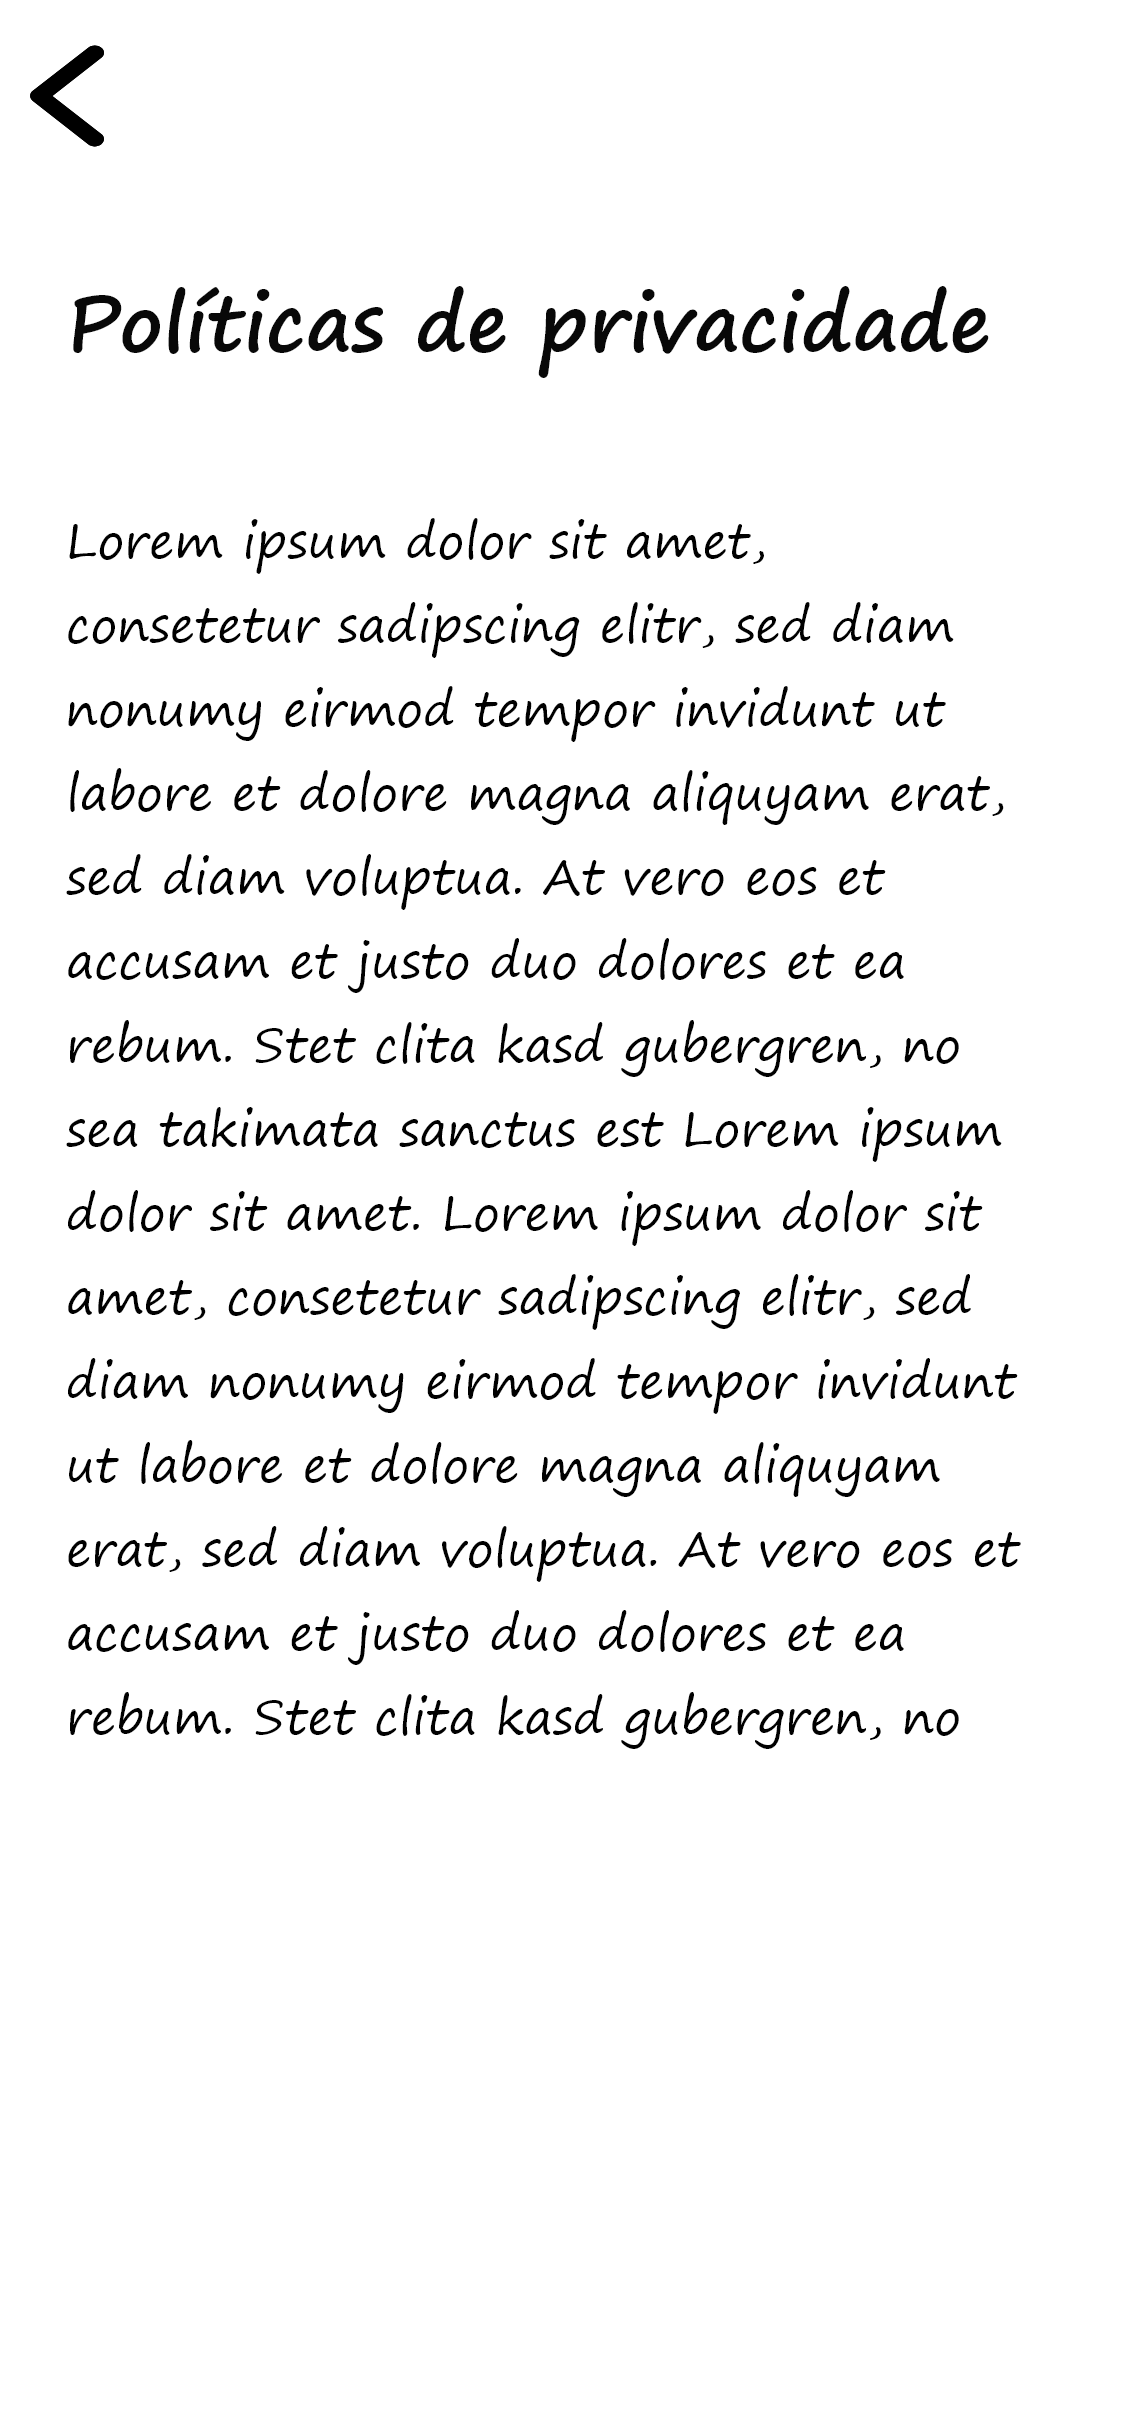 Políticas de privacidade
Lorem ipsum dolor sit amet,
consetetur sadipscing elitr, sed diam
nonumy eirmod tempor invidunt ut
labore et dolore magna aliquyam erat,
sed diam voluptua. At vero eos et
accusam et justo duo dolores et ea
rebum. Stet clita kasd gubergren, no
sea takimata sanctus est Lorem ipsum
dolor sit amet. Lorem ipsum dolor sit
amet, consetetur sadipscing elitr, sed
diam nonumy eirmod tempor invidunt
ut labore et dolore magna aliquyam
erat, sed diam voluptua. At vero eos et
accusam et justo duo dolores et ea
rebum. Stet clita kasd gubergren, no